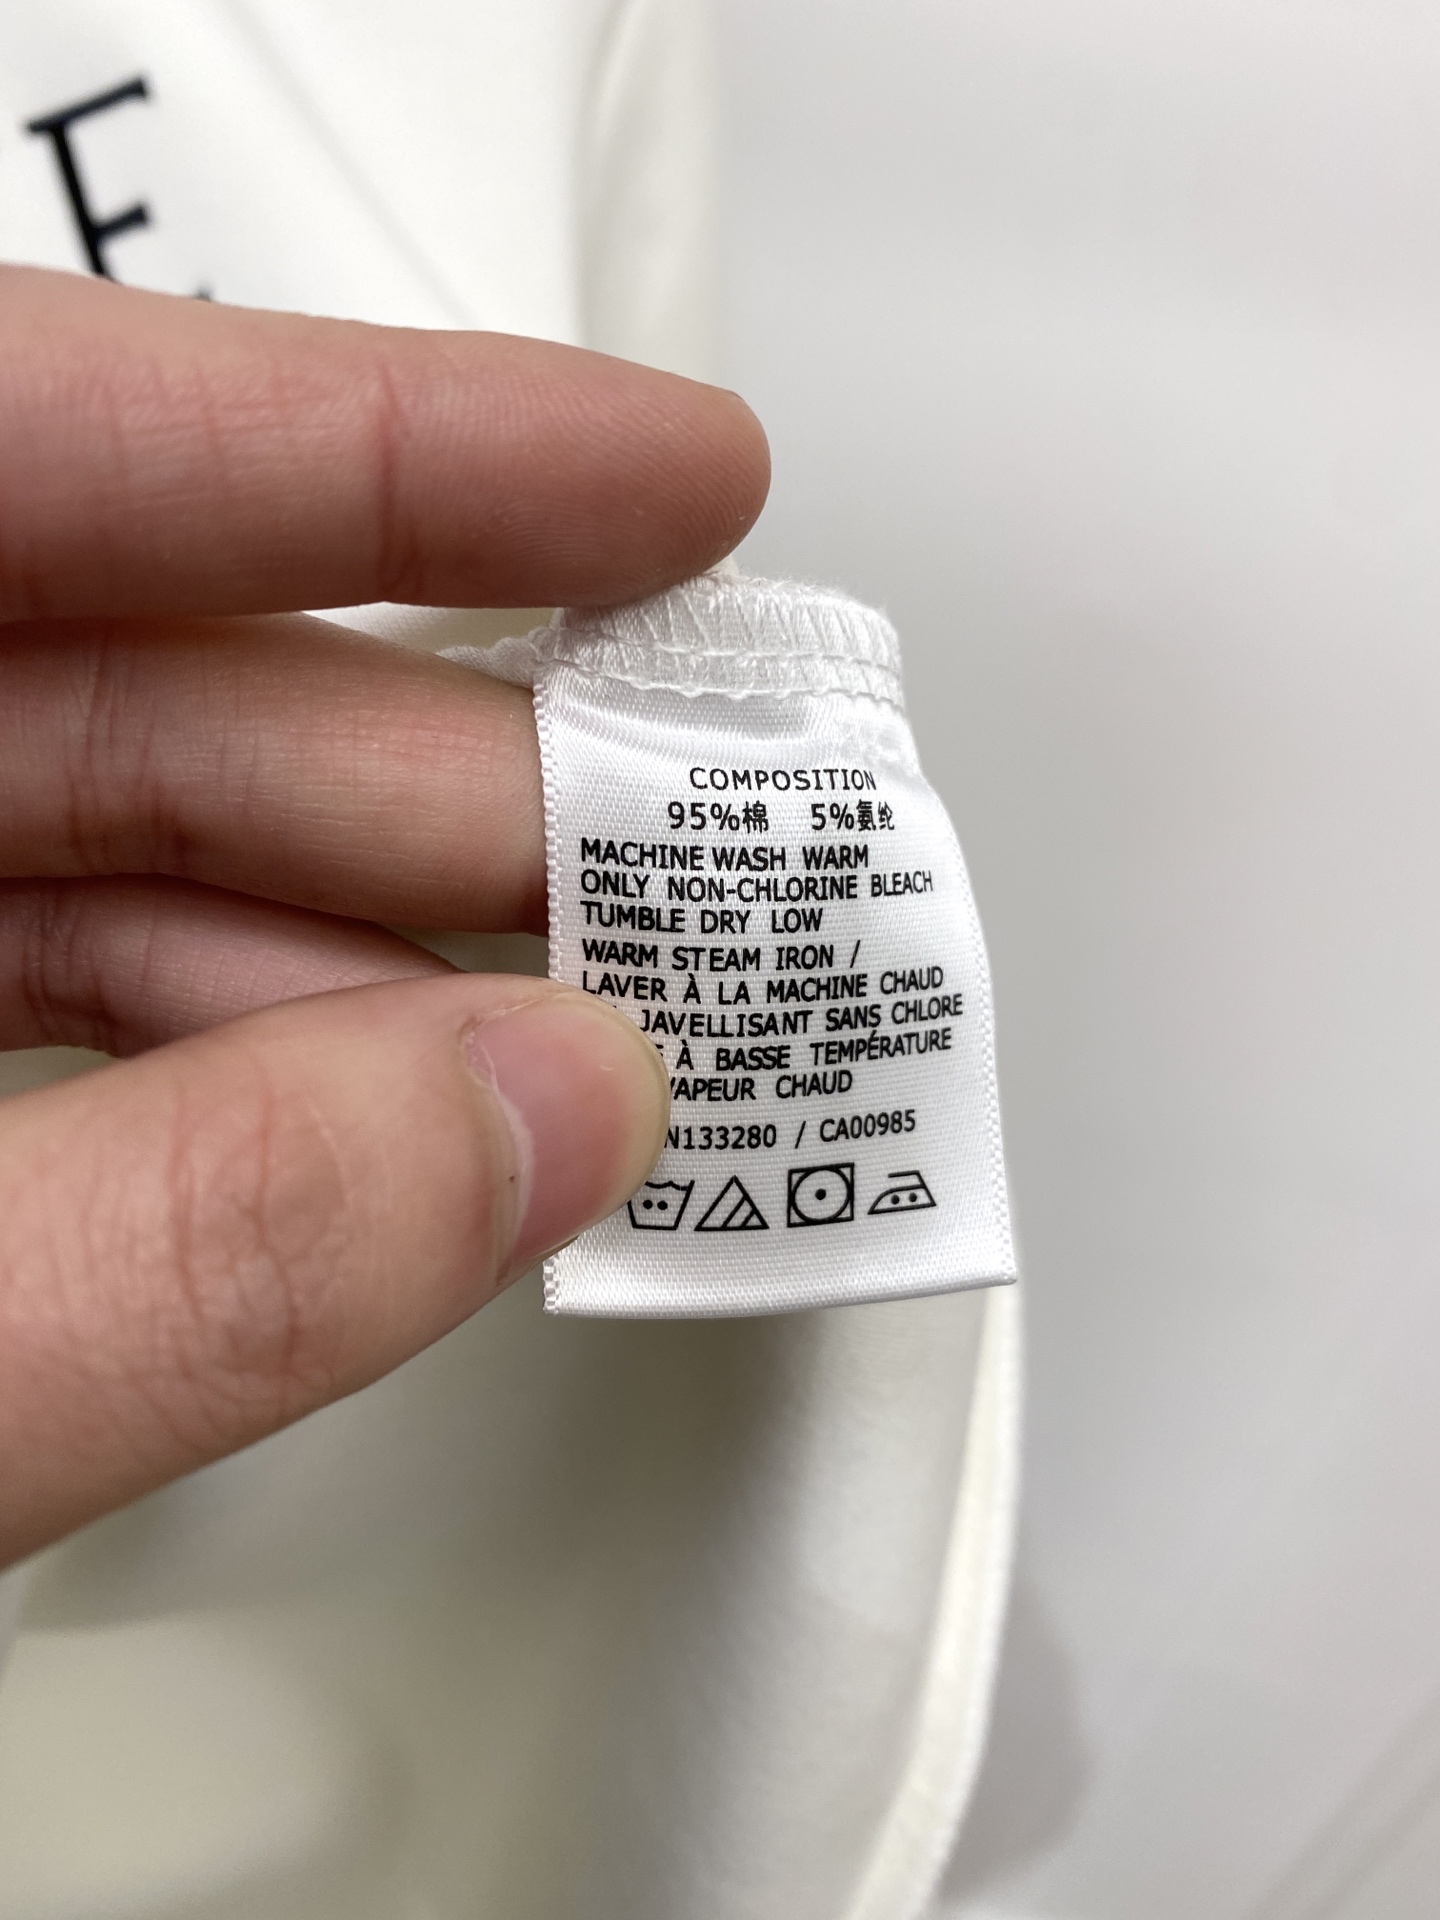 E
COMPOSITION
95%棉 5%氨纶
MACHINE WASH WARM
ONLY NON-CHLORINE BLEACH
TUMBLE DRY LOW
WARM STEAM IRON /
LAVER À LA MACHINE CHAUD
JAVELLISANT SANS CHLORE
À BASSE TEMPÉRATURE
VAPEUR CHAUD
N133280 / CA00985